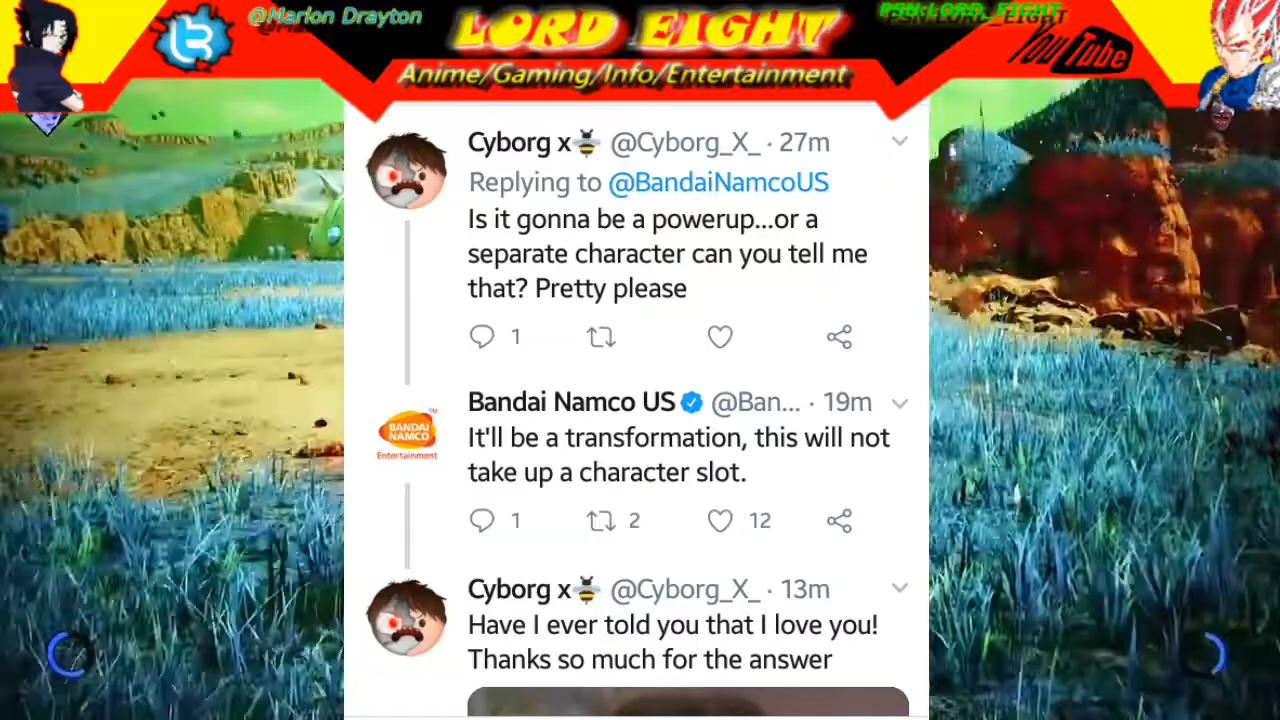 @Marlon Drayton
LORD EIGHT
PSN:LORD_EIGHT
YouTube
Anime/Gaming/Info/Entertainment
Cyborg x🐝 @Cyborg_X_ · 27m
Replying to @BandaiNamcoUS
Is it gonna be a powerup...or a
separate character can you tell me
that? Pretty please
1
Bandai Namco US @Ban... · 19m
It'll be a transformation, this will not
take up a character slot.
BANDAI
NAMCO
Entertainment
1 2 12
Cyborg x🐝 @Cyborg_X_ · 13m
Have I ever told you that I love you!
Thanks so much for the answer